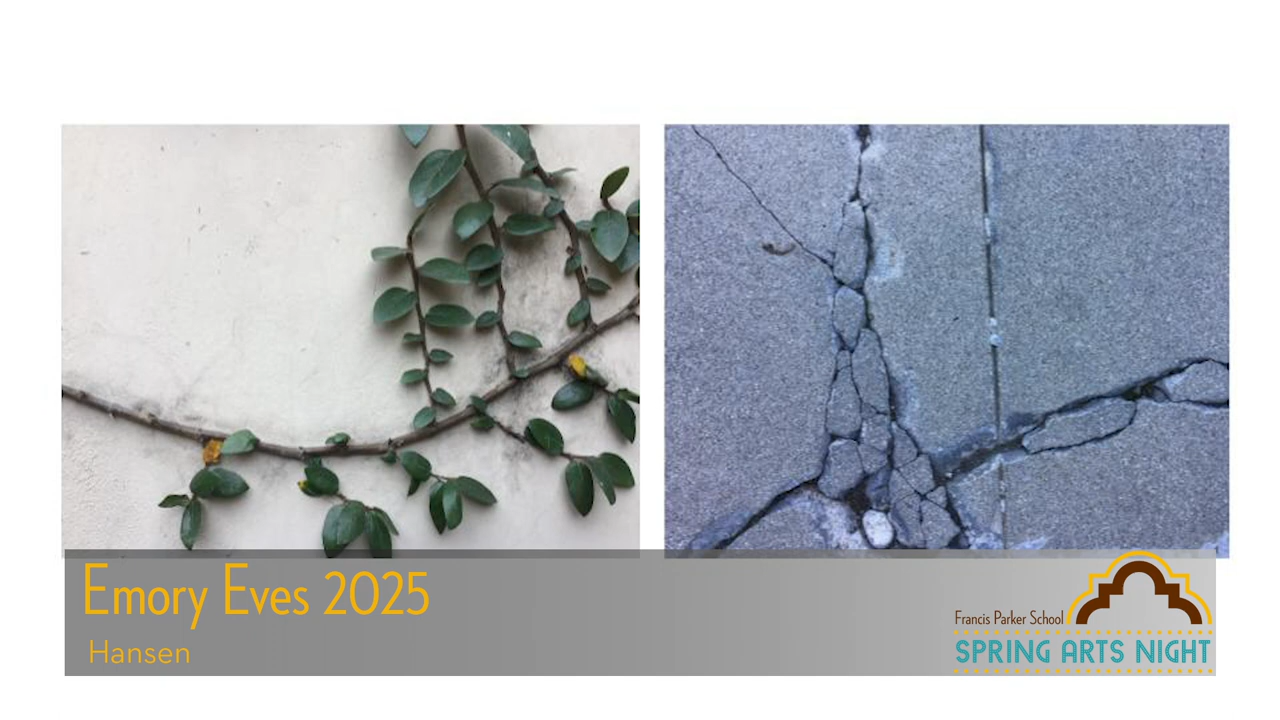 Emory Eves 2025
Hansen
Francis Parker School
SPRING ARTS NIGHT